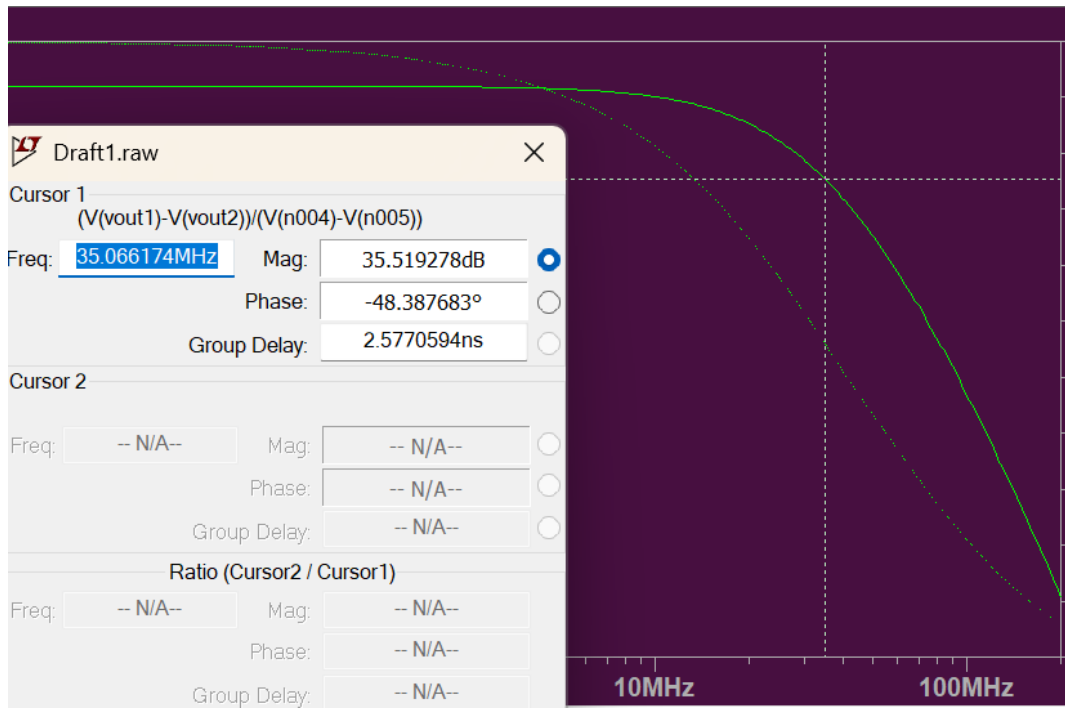 Draft1.raw
Cursor 1
(V(vout1)-V(vout2))/(V(n004)-V(n005))
Freq: 35.066174MHz Mag: 35.519278dB
Phase: -48.387683º
Group Delay: 2.5770594ns
Cursor 2
Freq: -- N/A-- Mag: -- N/A--
Phase: -- N/A--
Group Delay: -- N/A--
Ratio (Cursor2 / Cursor1)
Freq: -- N/A-- Mag: -- N/A--
Phase: -- N/A--
Group Delay: -- N/A--
10MHz 100MHz